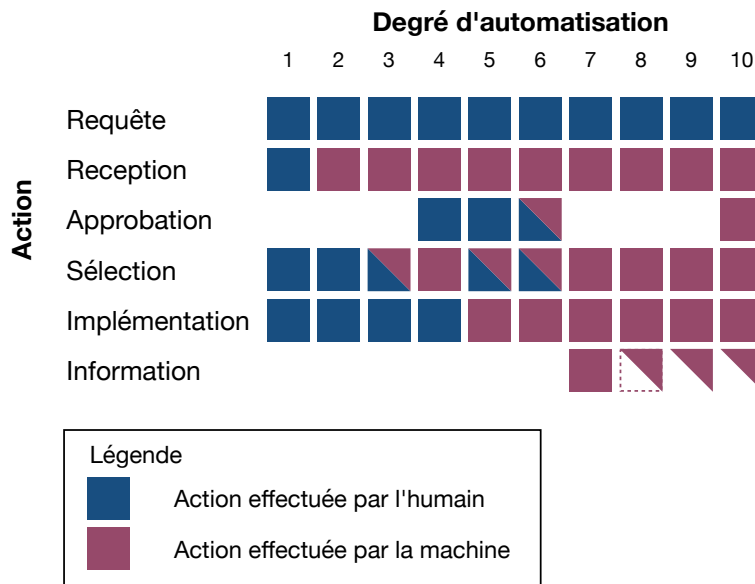 Degré d'automatisation
1 2 3 4 5 6 7 8 9 10
Action
Requête
Reception
Approbation
Sélection
Implémentation
Information
Légende
Action effectuée par l'humain
Action effectuée par la machine